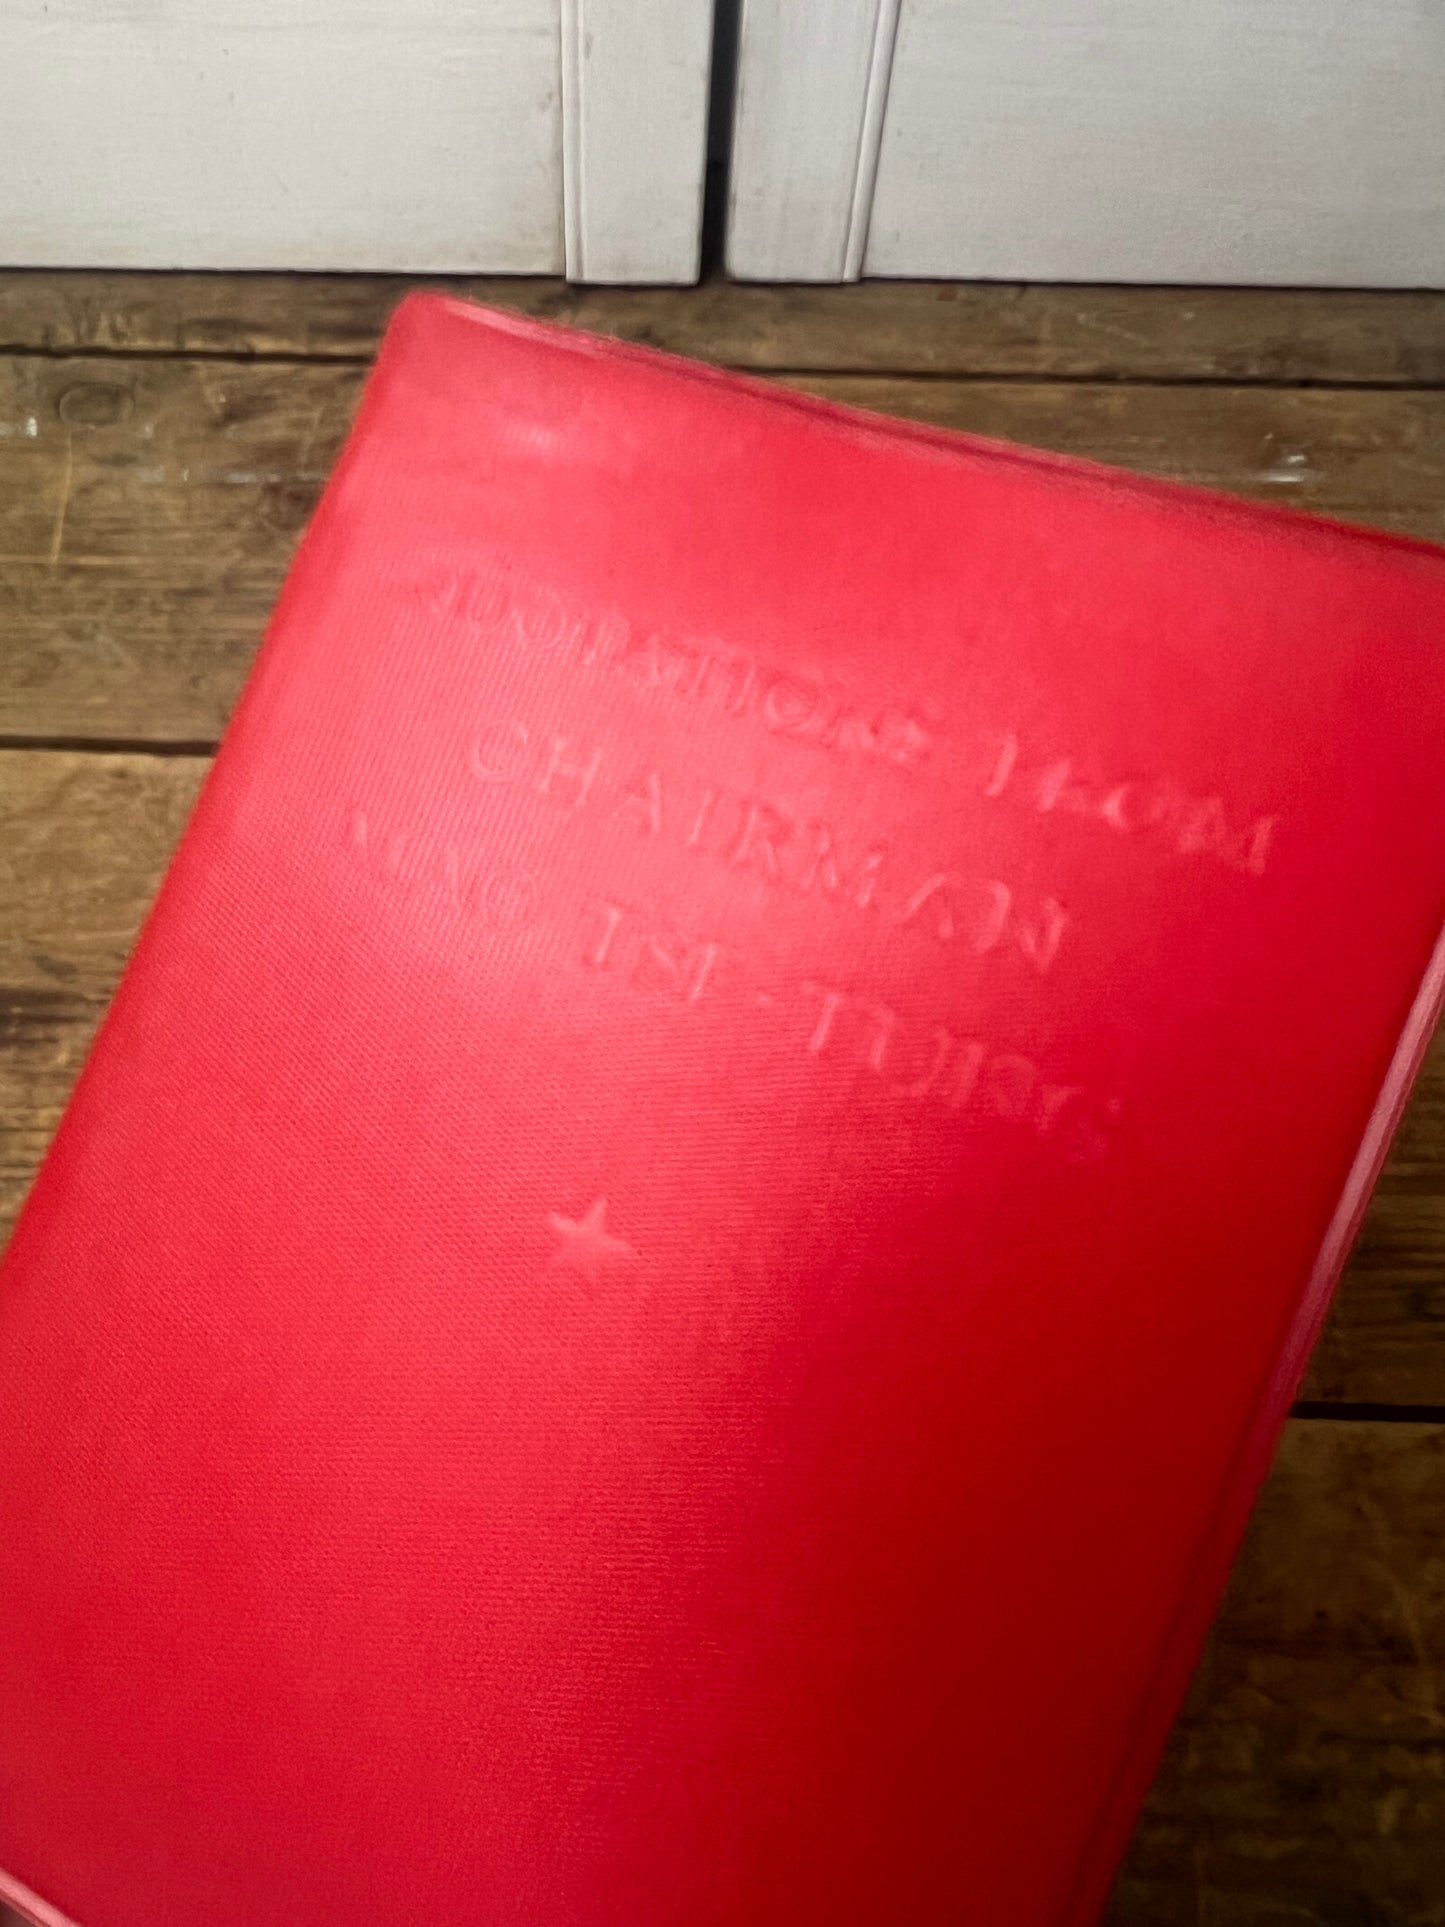 QUOTATIONS FROM
CHAIRMAN
MAO TSE-TUNG